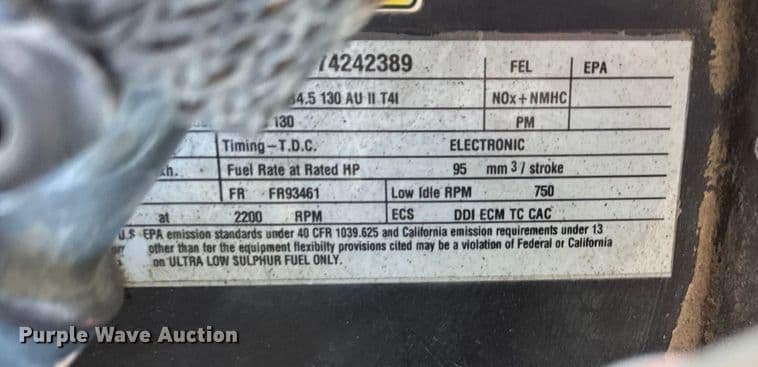 74242389 FEL EPA
4.5 130 AU II T4I NOx+NMHC
130 PM
Timing-T.D.C. ELECTRONIC
Fuel Rate at Rated HP 95 mm 3 / stroke
FR FR93461 Low Idle RPM 750
at 2200 RPM ECS DDI ECM TC CAC
U.S EPA emission standards under 40 CFR 1039.625 and California emission requirements under 13
other than for the equipment flexibilty provisions cited may be a violation of Federal or California
on ULTRA LOW SULPHUR FUEL ONLY.
Purple Wave Auction